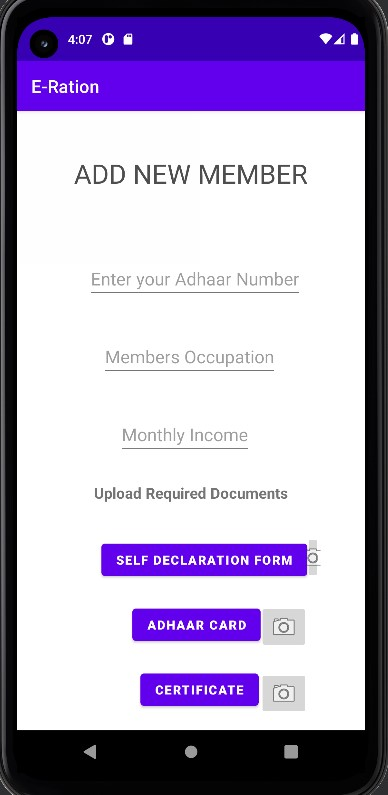 4:07
E-Ration
ADD NEW MEMBER
Enter your Adhaar Number
Members Occupation
Monthly Income
Upload Required Documents
SELF DECLARATION FORM
ADHAAR CARD
CERTIFICATE